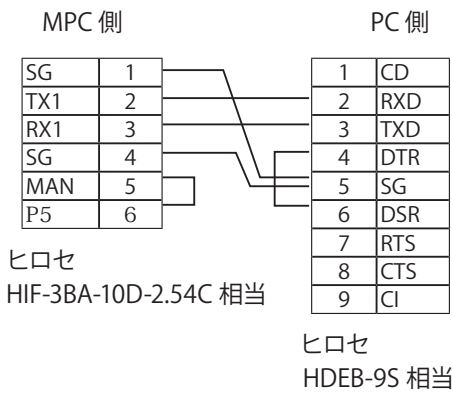 MPC 側
PC 側
SG 1
TX1 2
RX1 3
SG 4
MAN 5
P5 6
1 CD
2 RXD
3 TXD
4 DTR
5 SG
6 DSR
7 RTS
8 CTS
9 CI
ヒロセ
HIF-3BA-10D-2.54C 相当
ヒロセ
HDEB-9S 相当